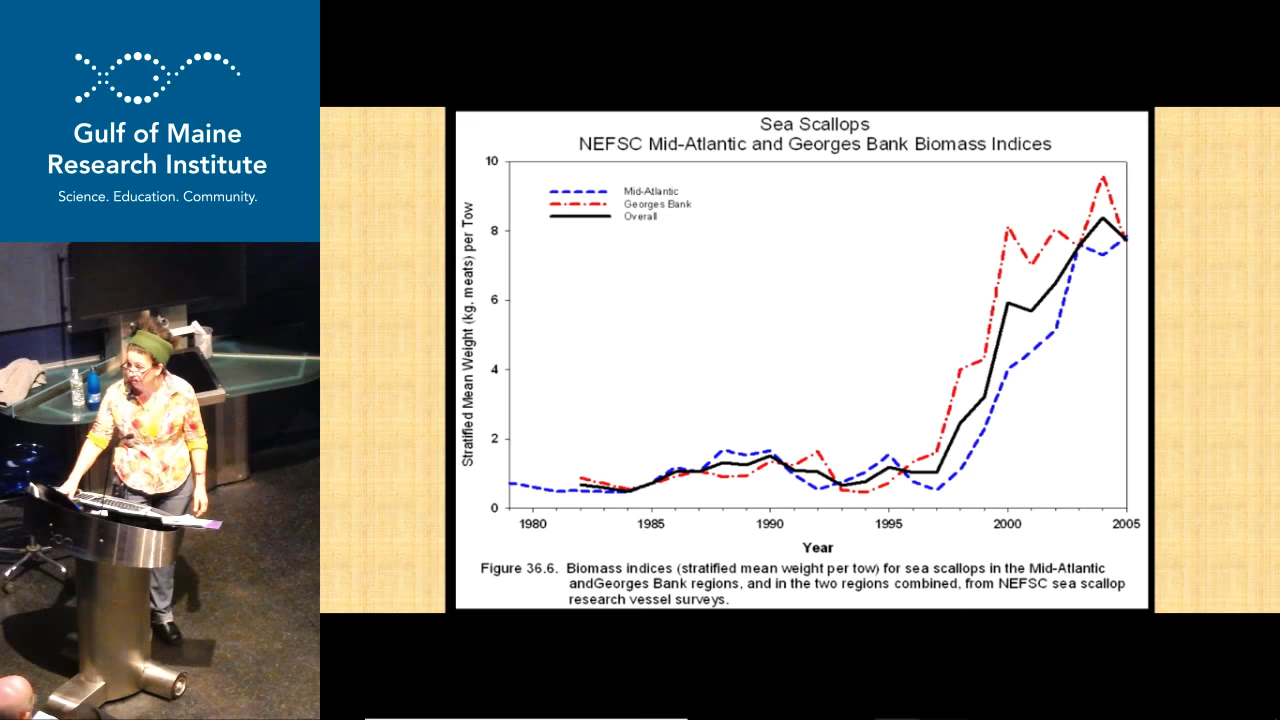 Gulf of Maine
Research Institute
Science. Education. Community.
Sea Scallops
NEFSC Mid-Atlantic and Georges Bank Biomass Indices
10
8
6
4
2
0
Stratified Mean Weight (kg. meats) per Tow
Mid-Atlantic
Georges Bank
Overall
1980 1985 1990 1995 2000 2005
Year
Figure 36.6. Biomass indices (stratified mean weight per tow) for sea scallops in the Mid-Atlantic
andGeorges Bank regions, and in the two regions combined, from NEFSC sea scallop
research vessel surveys.